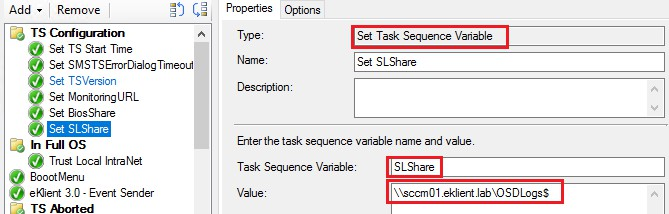 Add Remove
TS Configuration
Set TS Start Time
Set SMSTSErrorDialogTimeout
Set TSVersion
Set MonitoringURL
Set BiosShare
Set SLShare
In Full OS
Trust Local IntraNet
BoootMenu
eKlient 3.0 - Event Sender
TS Aborted
Properties Options
Type: Set Task Sequence Variable
Name: Set SLShare
Description:
Enter the task sequence variable name and value.
Task Sequence Variable: SLShare
Value: \\sccm01.eklient.lab\OSDLogs$